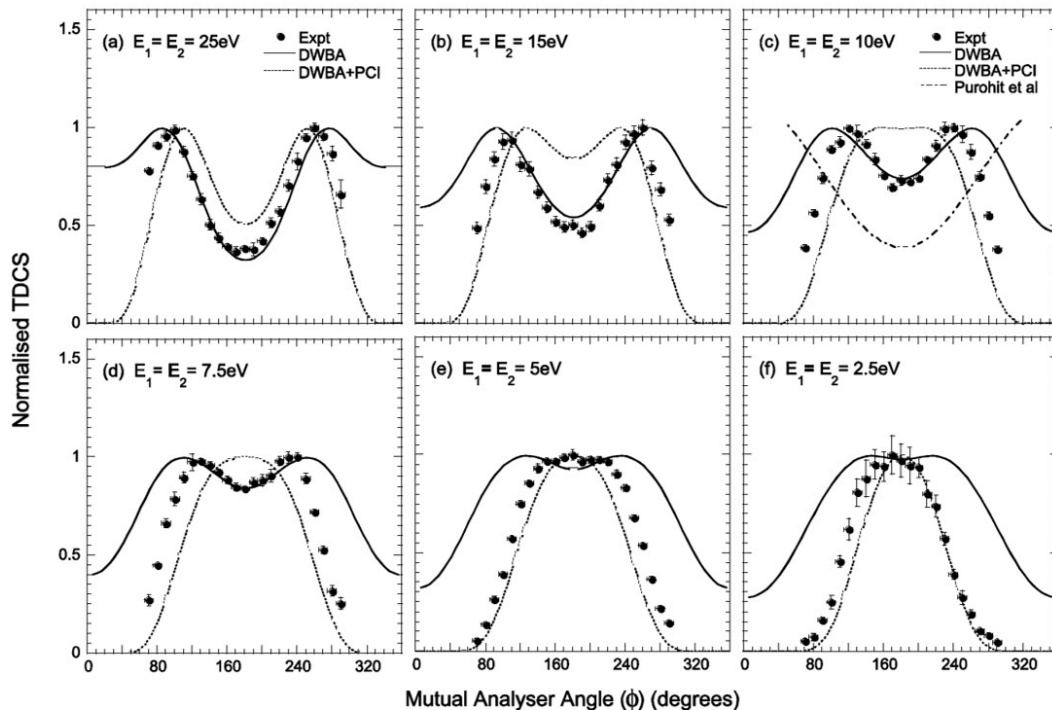 (a) E1 = E2 = 25eV
Expt
DWBA
DWBA+PCI
(b) E1 = E2 = 15eV
(c) E1 = E2 = 10eV
Expt
DWBA
DWBA+PCI
Purohit et al
1.5
1
0.5
0
(d) E1 = E2 = 7.5eV
(e) E1 = E2 = 5eV
(f) E1 = E2 = 2.5eV
1.5
1
0.5
0
0 80 160 240 320
0 80 160 240 320
0 80 160 240 320
Normalised TDCS
Mutual Analyser Angle (ϕ) (degrees)